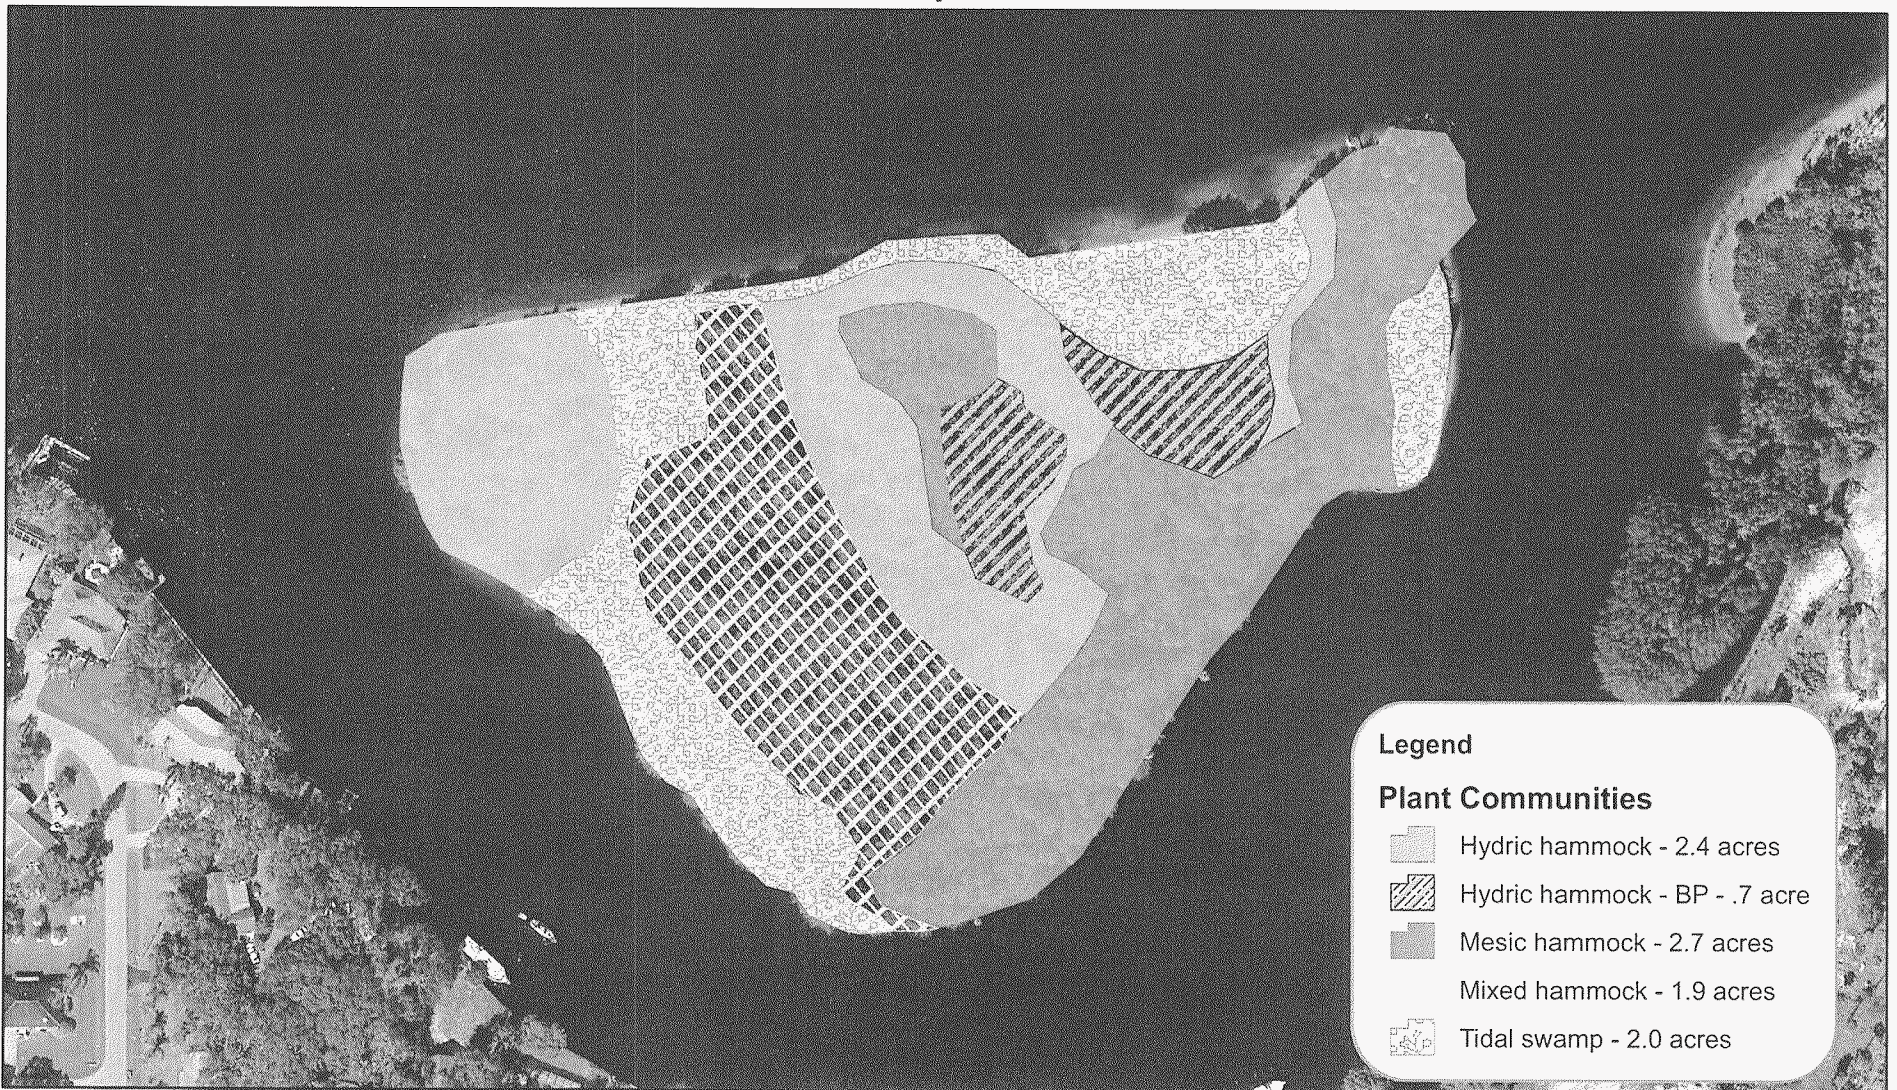 Legend
Plant Communities
Hydric hammock - 2.4 acres
Hydric hammock - BP - .7 acre
Mesic hammock - 2.7 acres
Mixed hammock - 1.9 acres
Tidal swamp - 2.0 acres